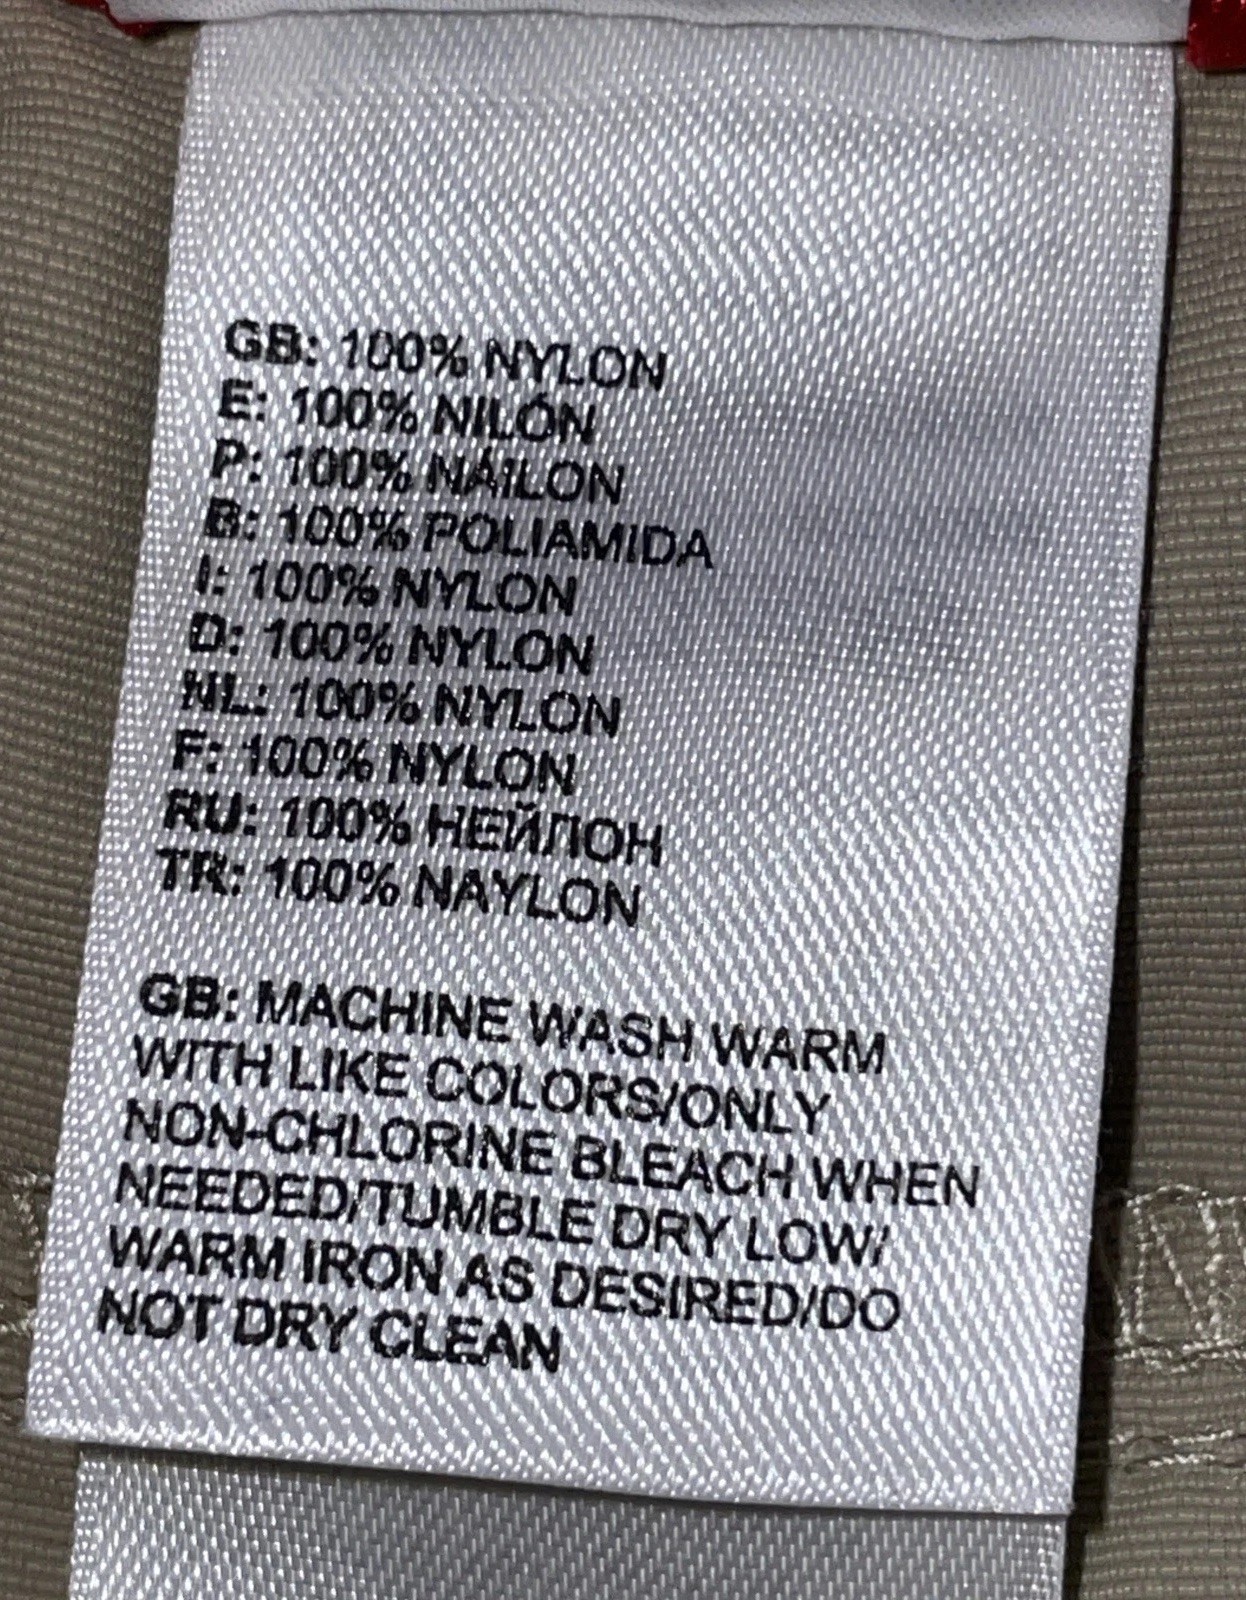 GB: 100% NYLON
E: 100% NILÓN
P: 100% NÁILON
B: 100% POLIAMIDA
I: 100% NYLON
D: 100% NYLON
NL: 100% NYLON
F: 100% NYLON
RU: 100% НЕЙЛОН
TR: 100% NAYLON
GB: MACHINE WASH WARM
WITH LIKE COLORS/ONLY
NON-CHLORINE BLEACH WHEN
NEEDED/TUMBLE DRY LOW/
WARM IRON AS DESIRED/DO
NOT DRY CLEAN